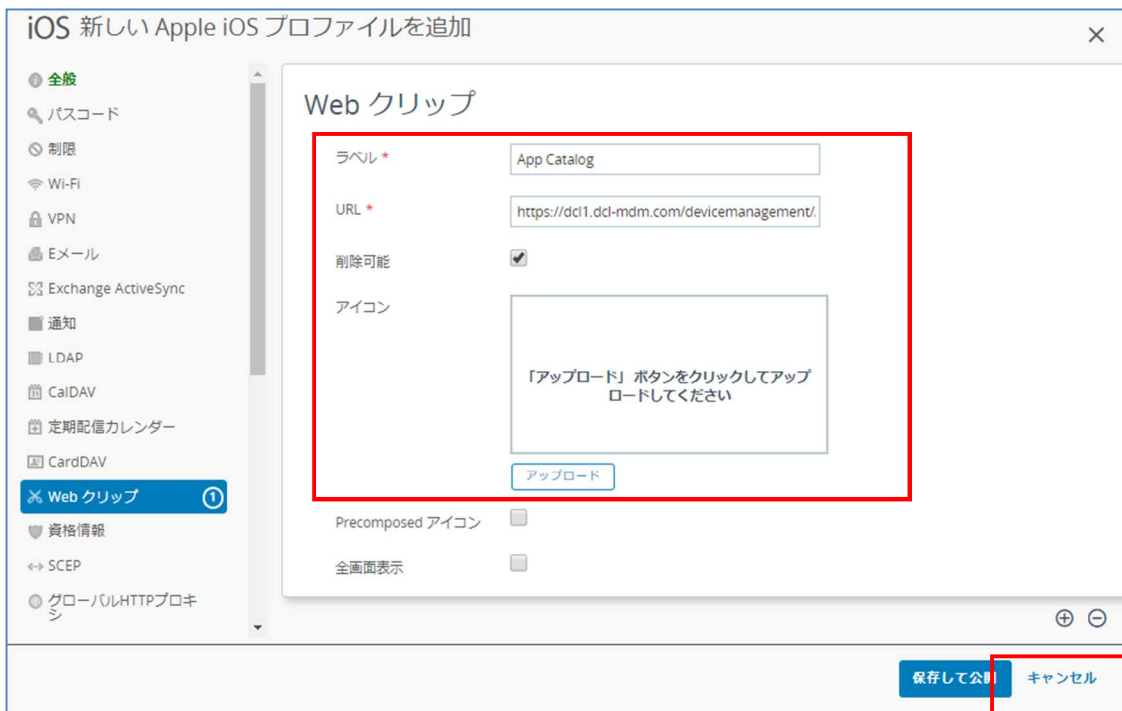 iOS 新しい Apple iOS プロファイルを追加
全般
パスコード
制限
Wi-Fi
VPN
Eメール
Exchange ActiveSync
通知
LDAP
CalDAV
定期配信カレンダー
CardDAV
Web クリップ 1
資格情報
SCEP
グローバルHTTPプロキ
シ
Web クリップ
ラベル *
App Catalog
URL *
https://dcl1.dcl-mdm.com/devicemanagement/.
削除可能
アイコン
「アップロード」 ボタンをクリックしてアップ
ロードしてください
アップロード
Precomposed アイコン
全画面表示
保存して公開
キャンセル